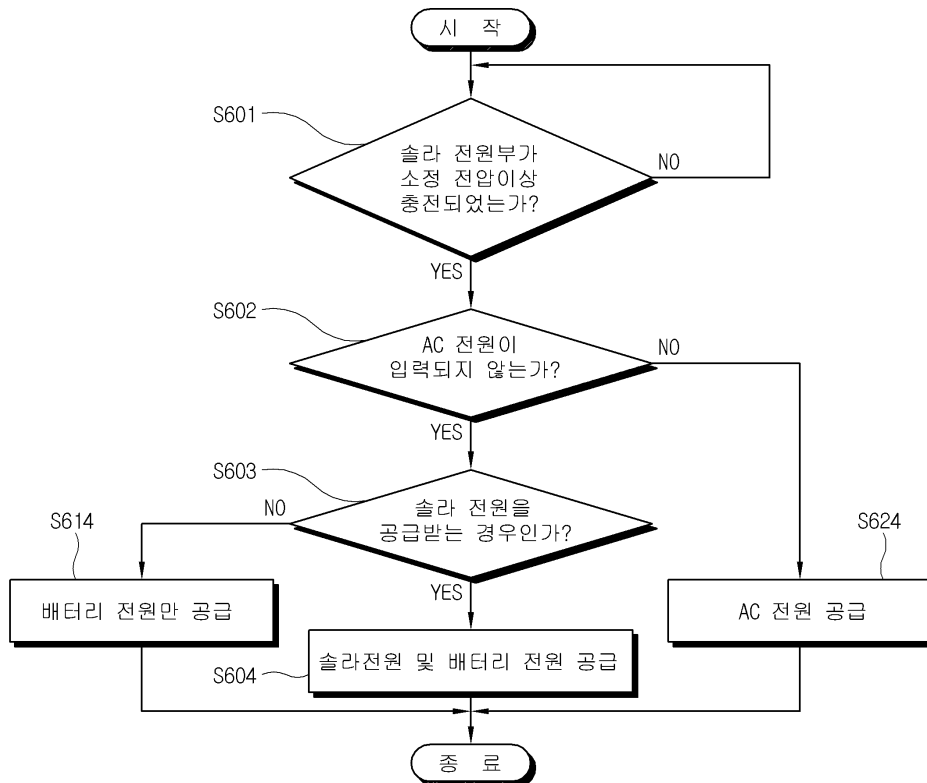 시 작
S601
솔라 전원부가
소정 전압이상
충전되었는가?
NO
YES
S602
AC 전원이
입력되지 않는가?
NO
YES
S603
솔라 전원을
공급받는 경우인가?
NO
YES
S614
배터리 전원만 공급
S624
AC 전원 공급
S604
솔라전원 및 배터리 전원 공급
종 료